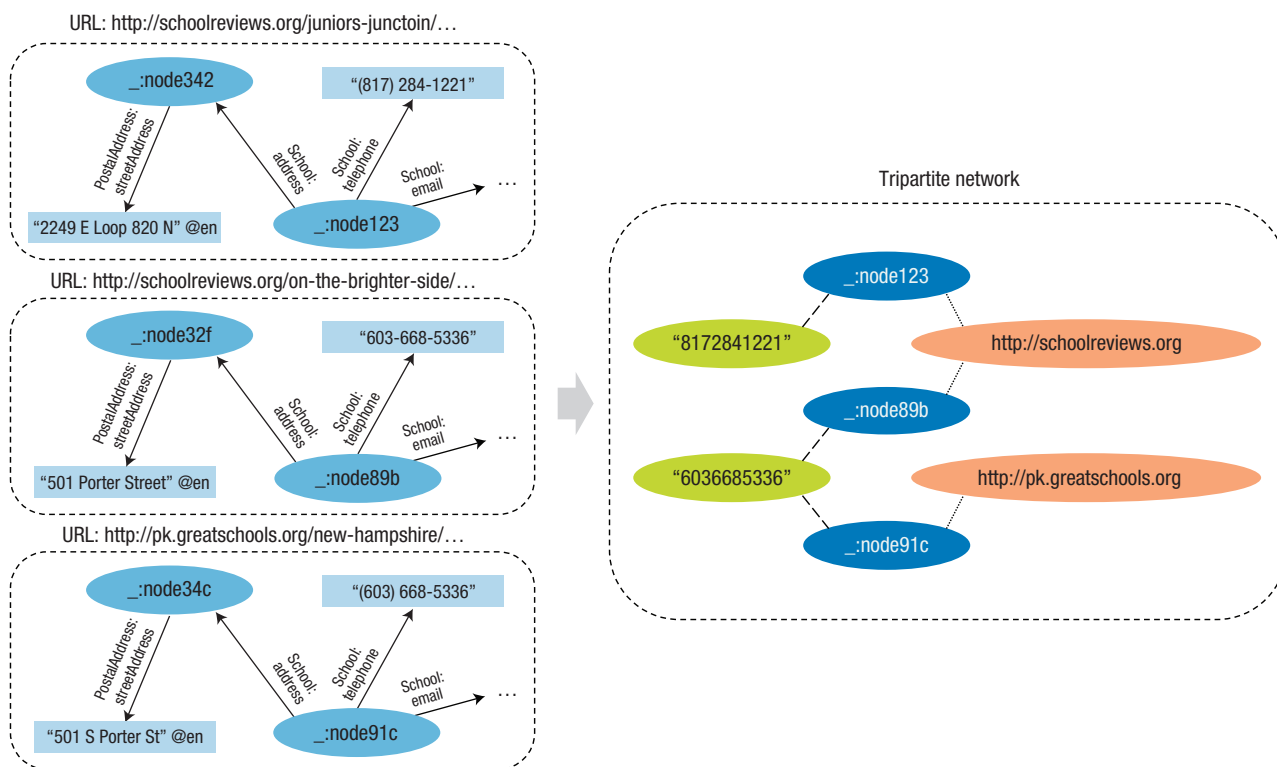 URL: http://schoolreviews.org/juniors-junctoin/…
_:node342
“(817) 284-1221”
PostalAddress:
streetAddress
School:
address
School:
telephone
School:
email
…
“2249 E Loop 820 N” @en
_:node123
URL: http://schoolreviews.org/on-the-brighter-side/…
_:node32f
“603-668-5336”
PostalAddress:
streetAddress
School:
address
School:
telephone
School:
email
…
“501 Porter Street” @en
_:node89b
URL: http://pk.greatschools.org/new-hampshire/…
_:node34c
“(603) 668-5336”
PostalAddress:
streetAddress
School:
address
School:
telephone
School:
email
…
“501 S Porter St” @en
_:node91c
Tripartite network
_:node123
“8172841221”
http://schoolreviews.org
_:node89b
“6036685336”
http://pk.greatschools.org
_:node91c